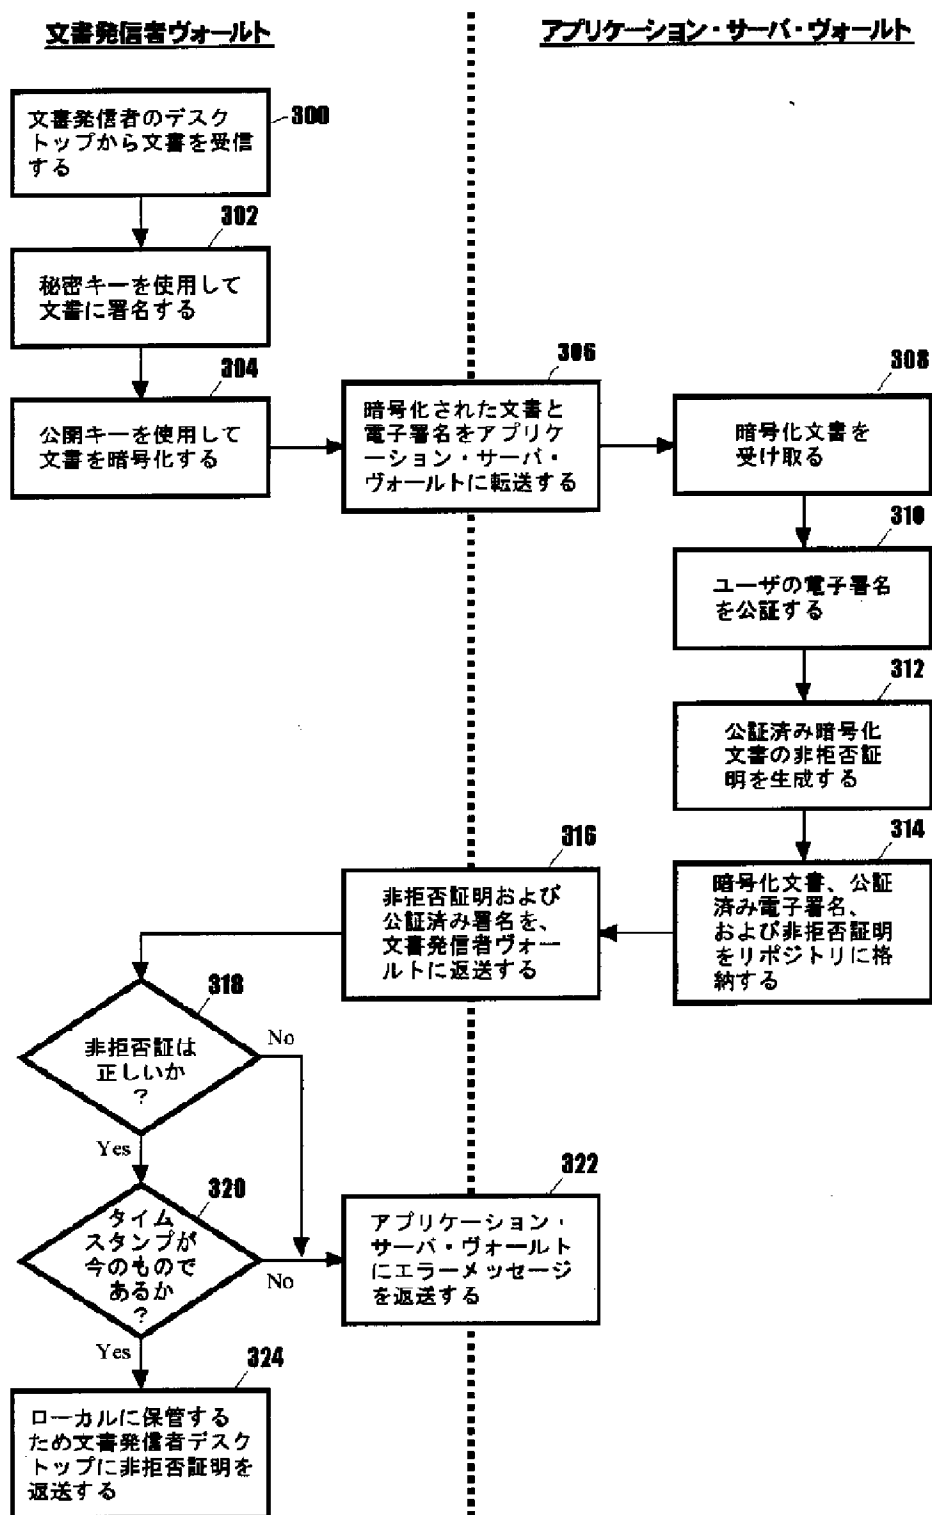 文書発信者ヴォールト
アプリケーション・サーバ・ヴォールト
300
文書発信者のデスク
トップから文書を受信
する
302
秘密キーを使用して
文書に署名する
304
公開キーを使用して
文書を暗号化する
306
暗号化された文書と
電子署名をアプリケ
ーション・サーバ・
ヴォールトに転送する
308
暗号化文書を
受け取る
310
ユーザの電子署名
を公証する
312
公証済み暗号化
文書の非拒否証
明を生成する
314
暗号化文書、公証
済み電子署名、
および非拒否証明
をリポジトリに格
納する
316
非拒否証明および
公証済み署名を、
文書発信者ヴォー
ルトに返送する
318
非拒否証は
正しいか
?
No
Yes
320
タイム
スタンプが
今のもので
あるか
?
No
Yes
322
アプリケーション・
サーバ・ヴォールト
にエラーメッセージ
を返送する
324
ローカルに保管する
ため文書発信者デスク
トップに非拒否証明を
返送する